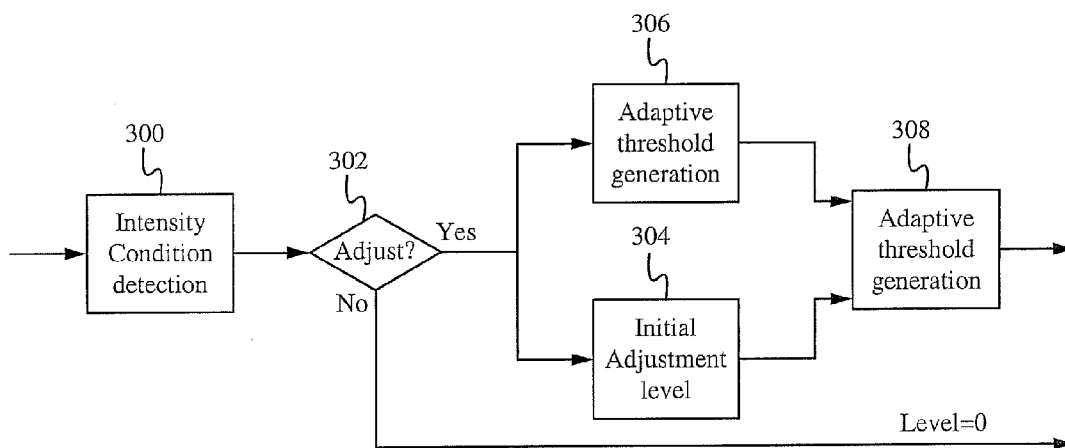 300
Intensity
Condition
detection
302
Adjust?
Yes
No
306
Adaptive
threshold
generation
304
Initial
Adjustment
level
308
Adaptive
threshold
generation
Level=0